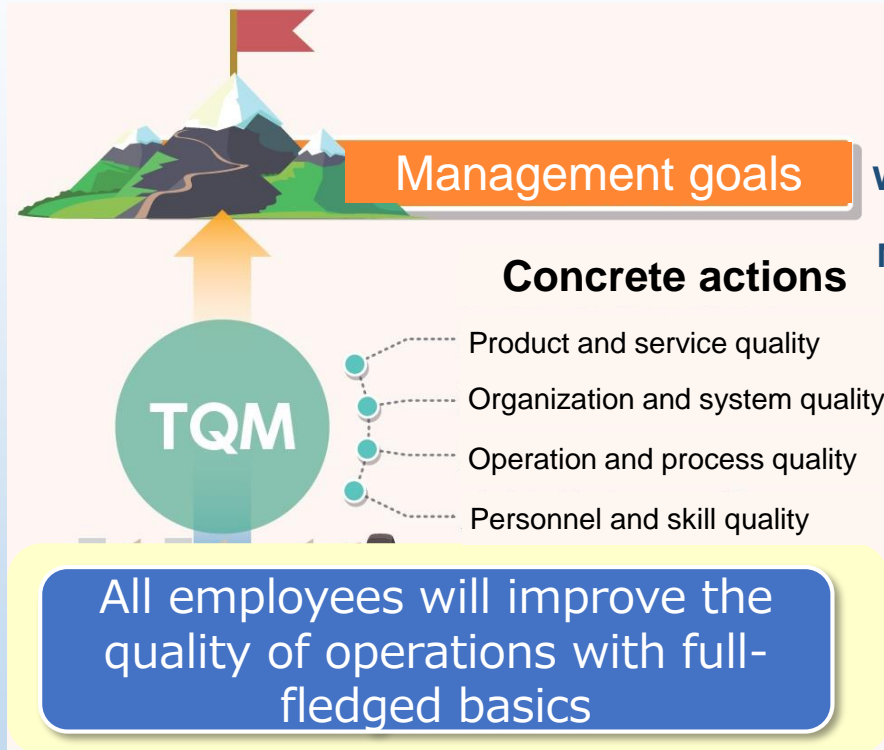 Management goals
Concrete actions
Product and service quality
Organization and system quality
TQM
Operation and process quality
Personnel and skill quality
All employees will improve the
quality of operations with full-
fledged basics